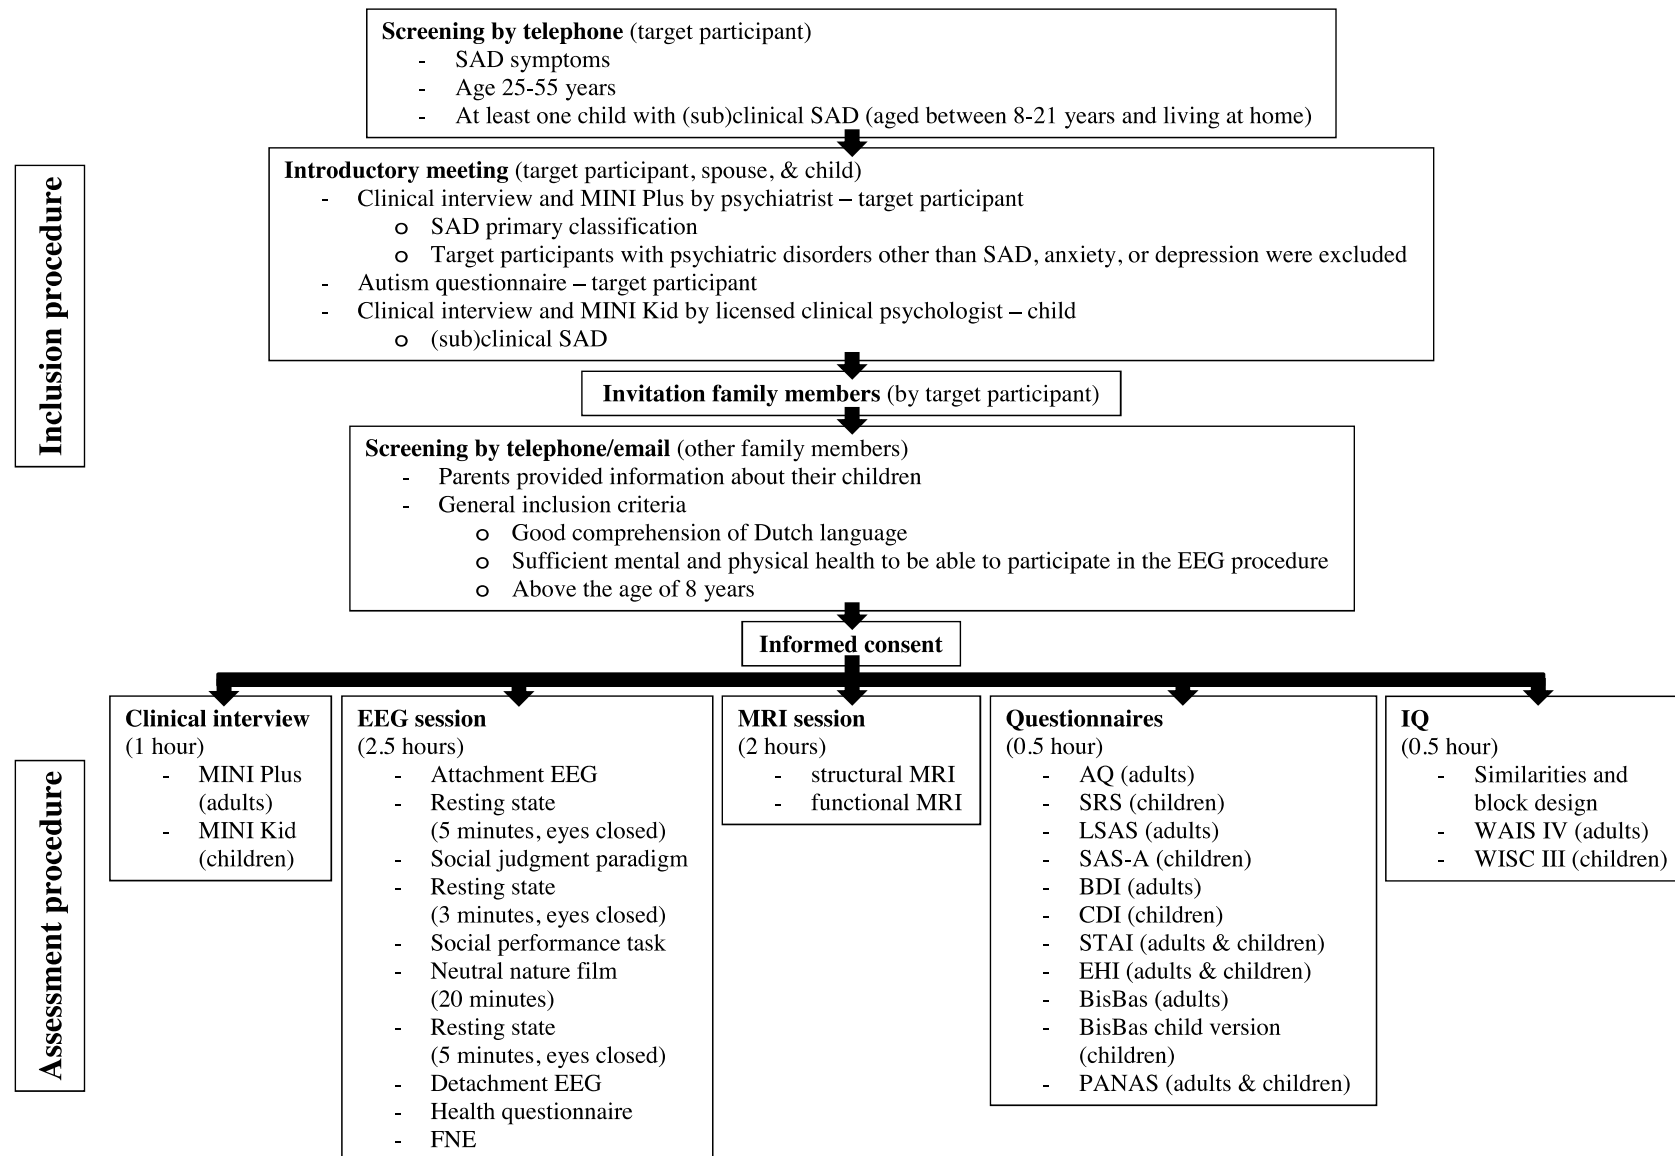 Screening by telephone (target participant)
- SAD symptoms
- Age 25-55 years
- At least one child with (sub)clinical SAD (aged between 8-21 years and living at home)
Inclusion procedure
Introductory meeting (target participant, spouse, & child)
- Clinical interview and MINI Plus by psychiatrist – target participant
o SAD primary classification
o Target participants with psychiatric disorders other than SAD, anxiety, or depression were excluded
- Autism questionnaire – target participant
- Clinical interview and MINI Kid by licensed clinical psychologist – child
o (sub)clinical SAD
Invitation family members (by target participant)
Screening by telephone/email (other family members)
- Parents provided information about their children
- General inclusion criteria
o Good comprehension of Dutch language
o Sufficient mental and physical health to be able to participate in the EEG procedure
o Above the age of 8 years
Informed consent
Assessment procedure
Clinical interview
(1 hour)
- MINI Plus
(adults)
- MINI Kid
(children)
EEG session
(2.5 hours)
- Attachment EEG
- Resting state
(5 minutes, eyes closed)
- Social judgment paradigm
- Resting state
(3 minutes, eyes closed)
- Social performance task
- Neutral nature film
(20 minutes)
- Resting state
(5 minutes, eyes closed)
- Detachment EEG
- Health questionnaire
- FNE
MRI session
(2 hours)
- structural MRI
- functional MRI
Questionnaires
(0.5 hour)
- AQ (adults)
- SRS (children)
- LSAS (adults)
- SAS-A (children)
- BDI (adults)
- CDI (children)
- STAI (adults & children)
- EHI (adults & children)
- BisBas (adults)
- BisBas child version
(children)
- PANAS (adults & children)
IQ
(0.5 hour)
- Similarities and
block design
- WAIS IV (adults)
- WISC III (children)